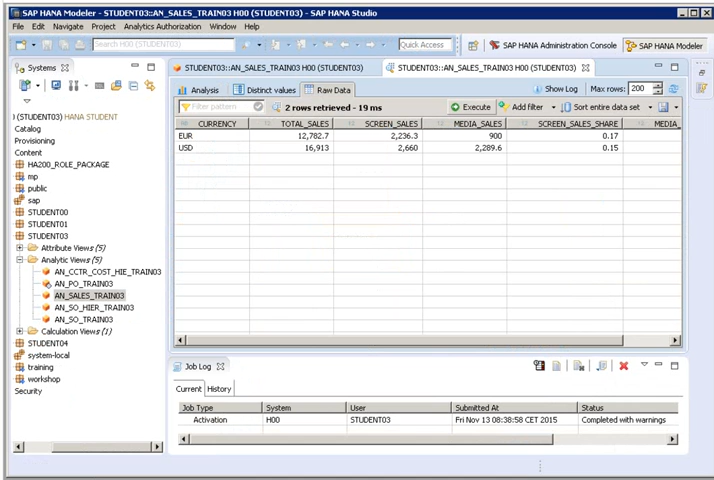 SAP HANA Modeler - STUDENT03::AN_SALES_TRAIN03 H00 (STUDENT03) - SAP HANA Studio
File Edit Navigate Project Analytics Authorization Window Help
Search H00 (STUDENT03) Quick Access SAP HANA Administration Console SAP HANA Modeler
Systems
) (STUDENT03) HANA STUDENT
Catalog
Provisioning
Content
HA200_ROLE_PACKAGE
mp
public
sap
STUDENT00
STUDENT01
STUDENT03
Attribute Views (5)
Analytic Views (5)
AN_CCTR_COST_HIE_TRAIN03
AN_PO_TRAIN03
AN_SALES_TRAIN03
AN_SO_HIER_TRAIN03
AN_SO_TRAIN03
Calculation Views (1)
STUDENT04
system-local
training
workshop
Security
STUDENT03::AN_SALES_TRAIN03 H00 (STUDENT03) STUDENT03::AN_SALES_TRAIN03 H00 (STUDENT03)
Analysis Distinct values Raw Data Show Log Max rows: 200
Filter pattern 2 rows retrieved - 19 ms Execute Add filter Sort entire data set
CURRENCY TOTAL_SALES SCREEN_SALES MEDIA_SALES SCREEN_SALES_SHARE MEDIA_
EUR 12,782.7 2,236.3 900 0.17
USD 16,913 2,660 2,289.6 0.15
Job Log
Current History
Job Type System User Submitted At Status
Activation H00 STUDENT03 Fri Nov 13 08:38:58 CET 2015 Completed with warnings